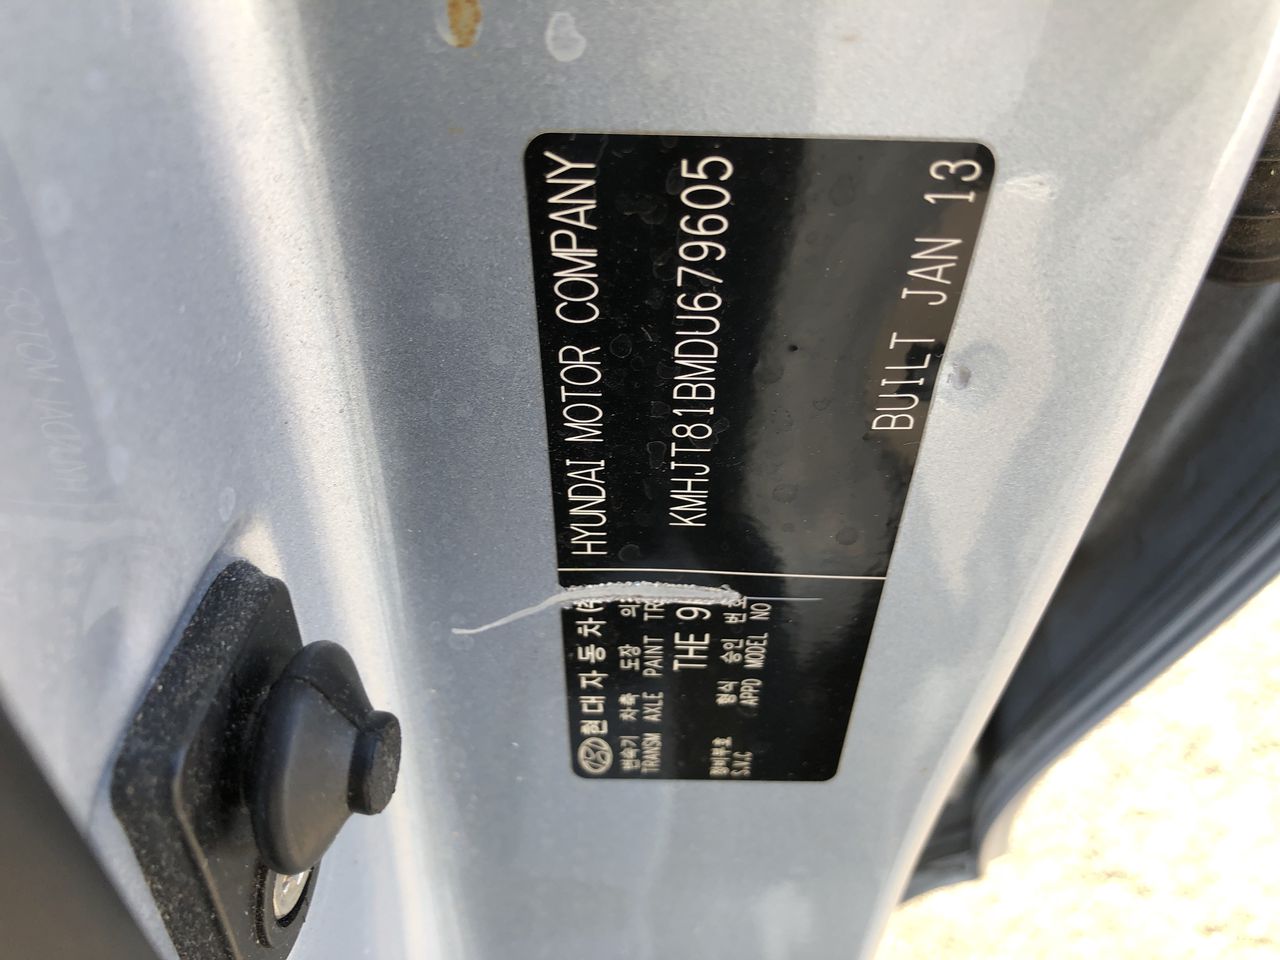 HYUNDAI MOTOR COMPANY
KMHJT81BMDU679605
BUILT JAN 13
현대자동차
변속기 차축 도장
TRANSM AXLE PAINT TR
THE 9
형식 승인 번호
APPD MODEL NO
S.V.C